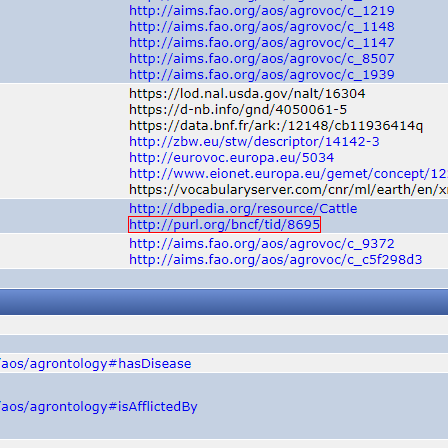 http://aims.fao.org/aos/agrovoc/c_1219
http://aims.fao.org/aos/agrovoc/c_1148
http://aims.fao.org/aos/agrovoc/c_1147
http://aims.fao.org/aos/agrovoc/c_8507
http://aims.fao.org/aos/agrovoc/c_1939
https://lod.nal.usda.gov/nalt/16304
https://d-nb.info/gnd/4050061-5
https://data.bnf.fr/ark:/12148/cb11936414q
http://zbw.eu/stw/descriptor/14142-3
http://eurovoc.europa.eu/5034
http://www.eionet.europa.eu/gemet/concept/12
https://vocabularyserver.com/cnr/ml/earth/en/x
http://dbpedia.org/resource/Cattle
http://purl.org/bncf/tid/8695
http://aims.fao.org/aos/agrovoc/c_9372
http://aims.fao.org/aos/agrovoc/c_c5f298d3
/aos/agrontology#hasDisease
/aos/agrontology#isAfflictedBy